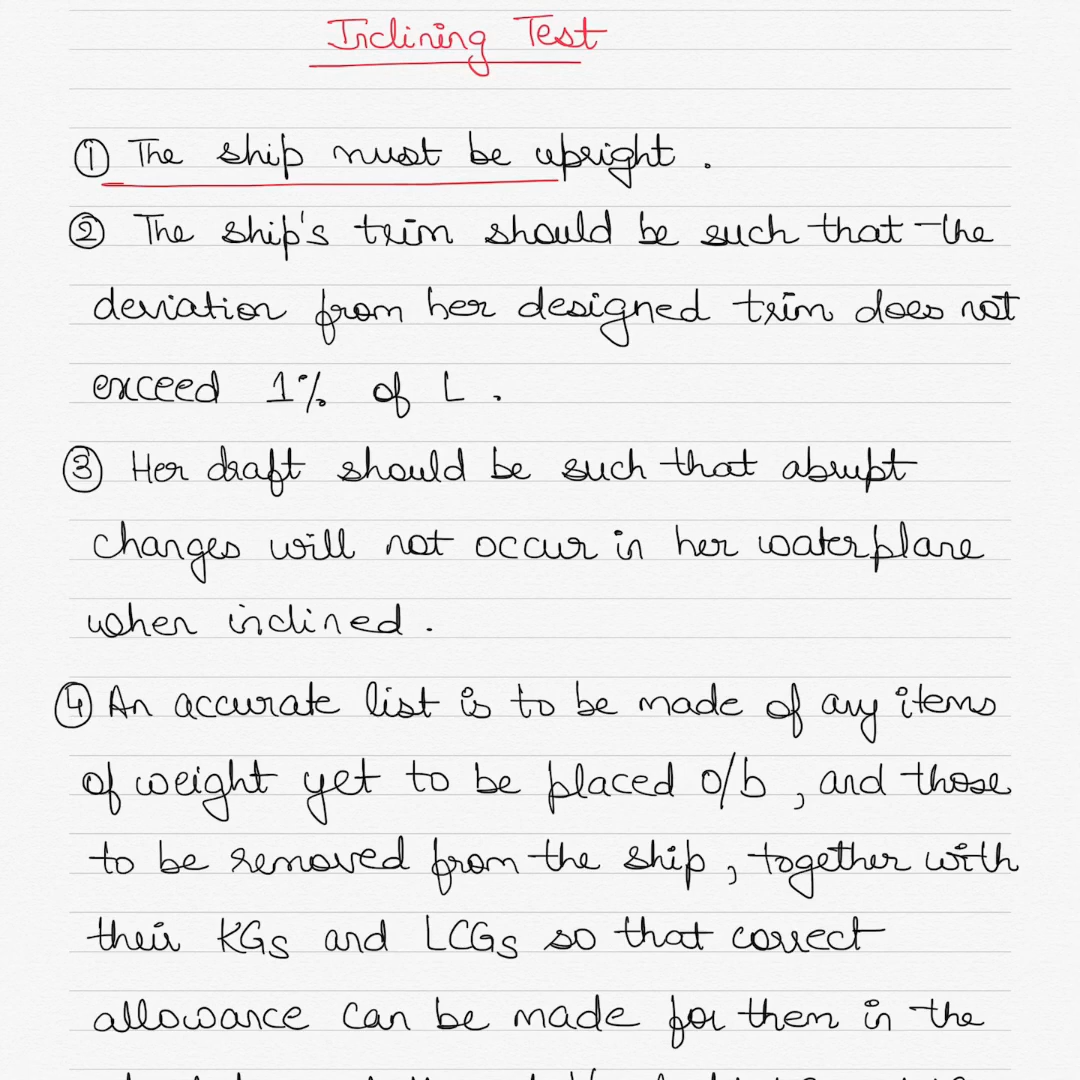 Inclining Test
① The ship must be upright .
② The ship's trim should be such that the
deviation from her designed trim does not
exceed 1% of L .
③ Her draft should be such that abrupt
changes will not occur in her waterplane
when inclined .
④ An accurate list is to be made of any items
of weight yet to be placed o/b , and those
to be removed from the ship , together with
their KGs and LCGs so that correct
allowance can be made for them in the